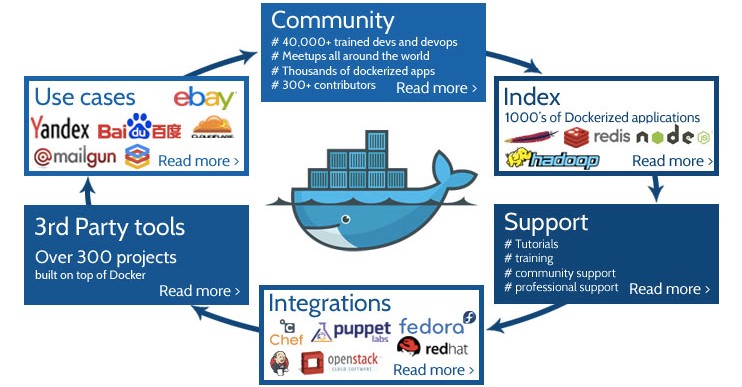 Community
# 40,000+ trained devs and devops
# Meetups all around the world
# Thousands of dockerized apps
# 300+ contributors
Read more >
Index
1000's of Dockerized applications
redis
node
JS
hadoop
Read more >
Support
# Tutorials
# training
# community support
# professional support
Read more >
Integrations
Chef
puppet
labs
fedora
redhat
openstack
CLOUD SOFTWARE
Read more >
3rd Party tools
Over 300 projects
built on top of Docker
Read more >
Use cases
ebay
Yandex
Bai du 百度
CLOUDFLARE
@mailgun
Read more >